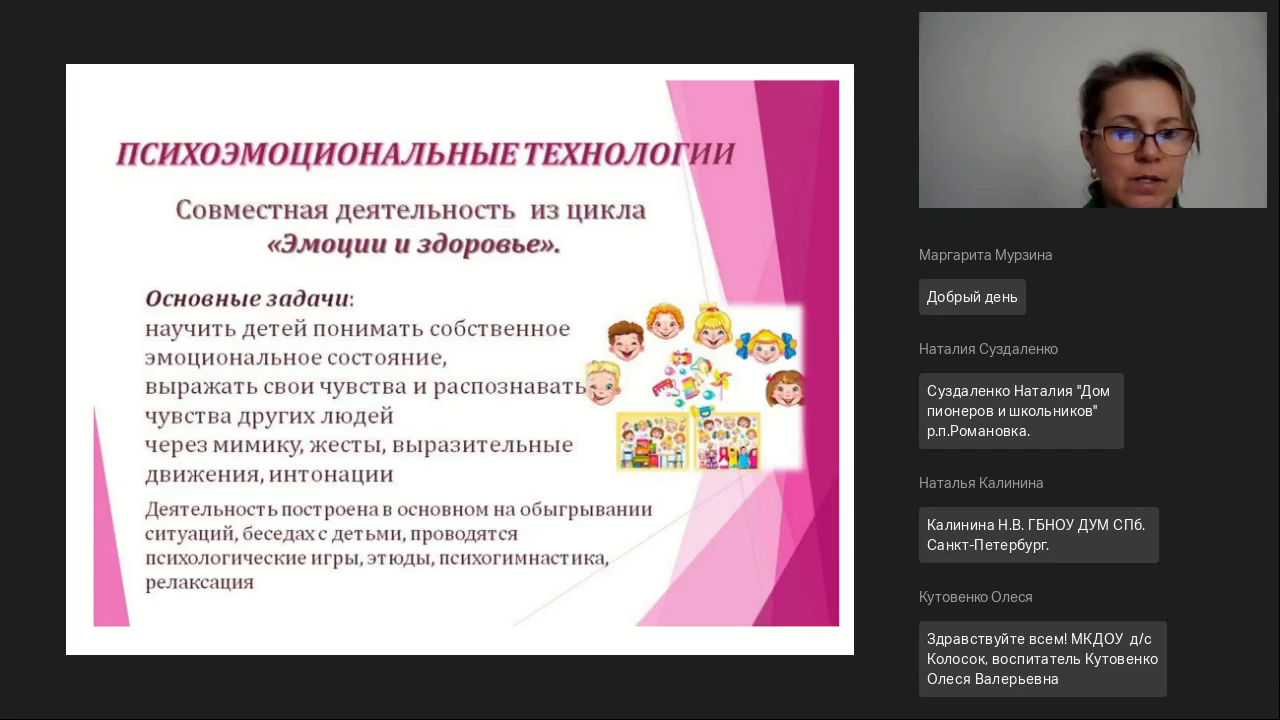 ПСИХОЭМОЦИОНАЛЬНЫЕ ТЕХНОЛОГИИ
Совместная деятельность из цикла
«Эмоции и здоровье».
Основные задачи:
научить детей понимать собственное
эмоциональное состояние,
выражать свои чувства и распознавать
чувства других людей
через мимику, жесты, выразительные
движения, интонации
Деятельность построена в основном на обыгрывании
ситуаций, беседах с детьми, проводятся
психологические игры, этюды, психогимнастика,
релаксация
Маргарита Мурзина
Добрый день
Наталия Суздаленко
Суздаленко Наталия "Дом
пионеров и школьников"
р.п.Романовка.
Наталья Калинина
Калинина Н.В. ГБНОУ ДУМ СПб.
Санкт-Петербург.
Кутовенко Олеся
Здравствуйте всем! МКДОУ д/с
Колосок, воспитатель Кутовенко
Олеся Валерьевна